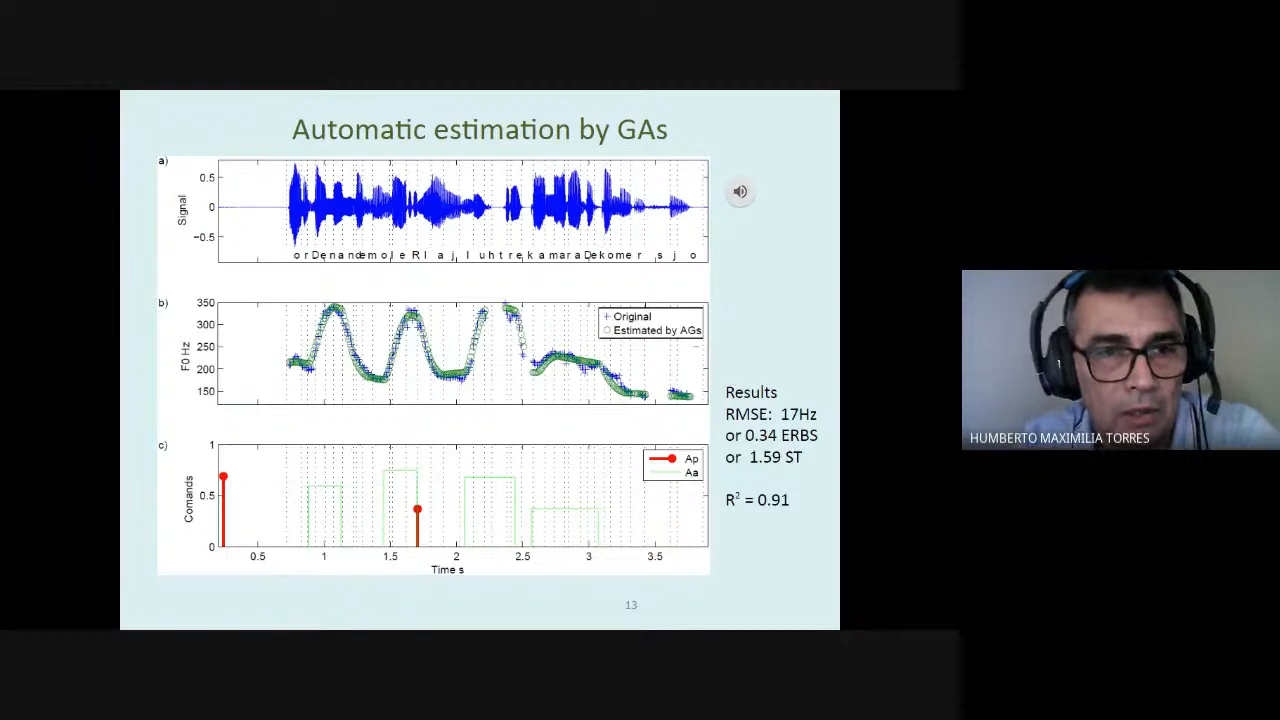 Automatic estimation by GAs
a)
0.5
0
−0.5
Signal
b)
350
300
250
200
150
F0 Hz
+ Original
○ Estimated by AGs
Results
RMSE: 17Hz
or 0.34 ERBS
or 1.59 ST
R² = 0.91
c)
1
0.5
0
Comands
Ap
Aa
0.5 1 1.5 2 2.5 3 3.5
Time s
13
HUMBERTO MAXIMILIA TORRES